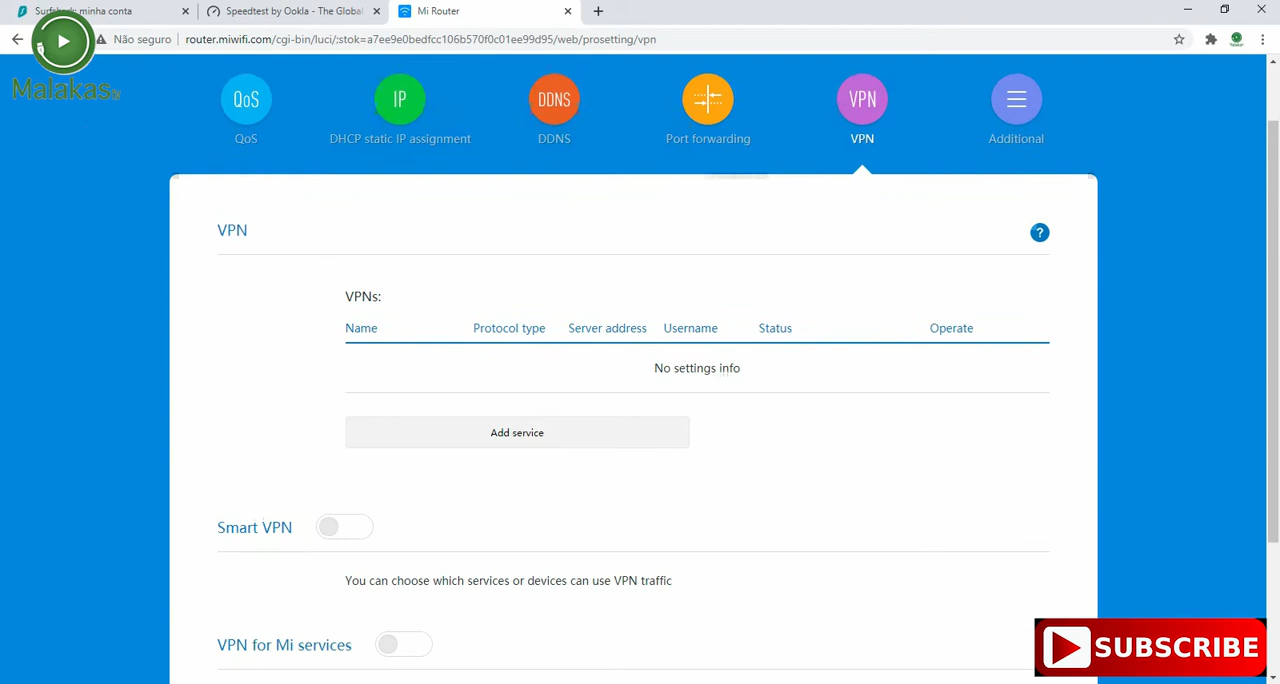 Surfshark: minha conta
Speedtest by Ookla - The Global
Mi Router
Não seguro
router.miwifi.com/cgi-bin/luci/;stok=a7ee9e0bedfcc106b570f0c01ee99d95/web/prosetting/vpn
Malakas tv
QoS IP DDNS VPN
QoS DHCP static IP assignment DDNS Port forwarding VPN Additional
VPN ?
VPNs:
Name Protocol type Server address Username Status Operate
No settings info
Add service
Smart VPN
You can choose which services or devices can use VPN traffic
VPN for Mi services
SUBSCRIBE